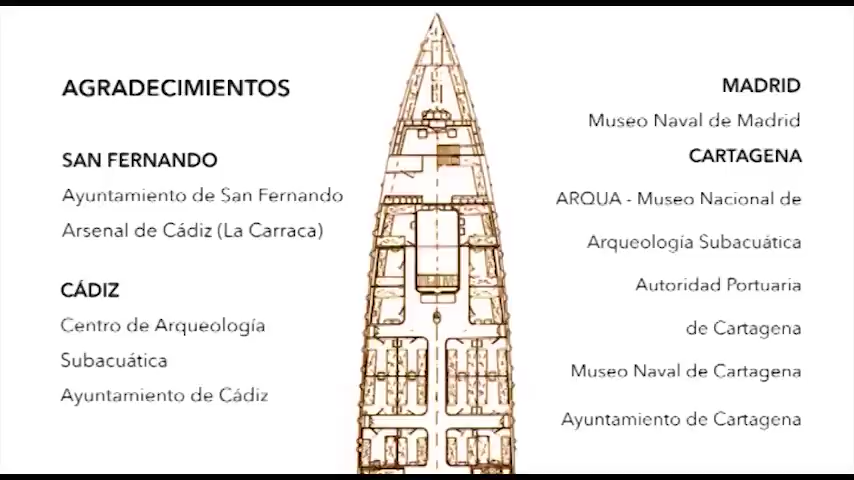 AGRADECIMIENTOS
SAN FERNANDO
Ayuntamiento de San Fernando
Arsenal de Cádiz (La Carraca)
CÁDIZ
Centro de Arqueología
Subacuática
Ayuntamiento de Cádiz
MADRID
Museo Naval de Madrid
CARTAGENA
ARQUA - Museo Nacional de
Arqueología Subacuática
Autoridad Portuaria
de Cartagena
Museo Naval de Cartagena
Ayuntamiento de Cartagena